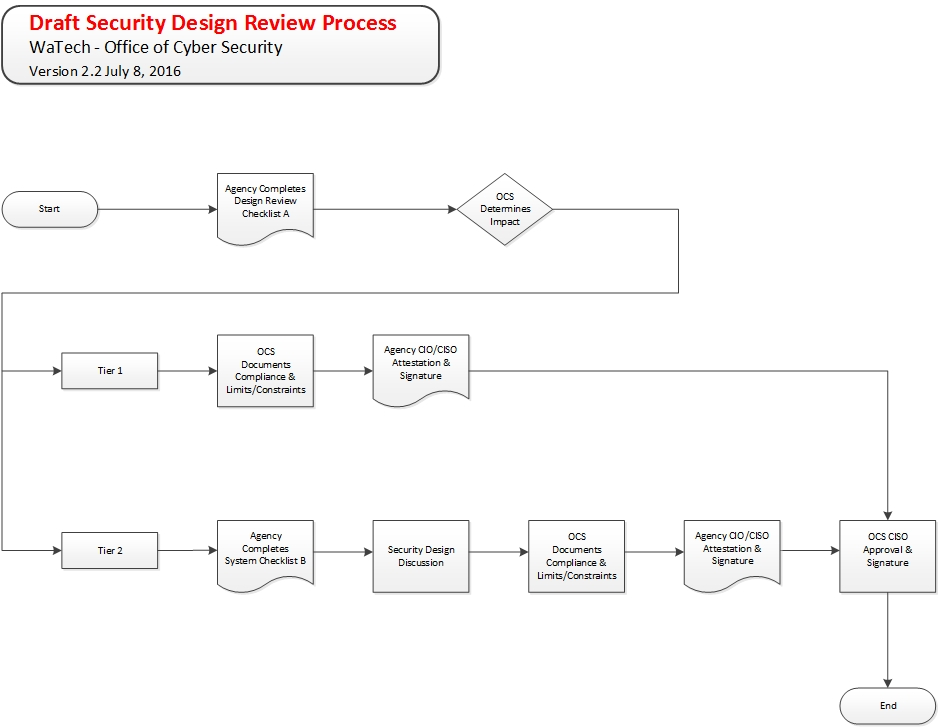 Draft Security Design Review Process
WaTech - Office of Cyber Security
Version 2.2 July 8, 2016
Start
Agency Completes
Design Review
Checklist A
OCS
Determines
Impact
Tier 1
OCS
Documents
Compliance &
Limits/Constraints
Agency CIO/CISO
Attestation &
Signature
Tier 2
Agency
Completes
System Checklist B
Security Design
Discussion
OCS
Documents
Compliance &
Limits/Constraints
Agency CIO/CISO
Attestation &
Signature
OCS CISO
Approval &
Signature
End